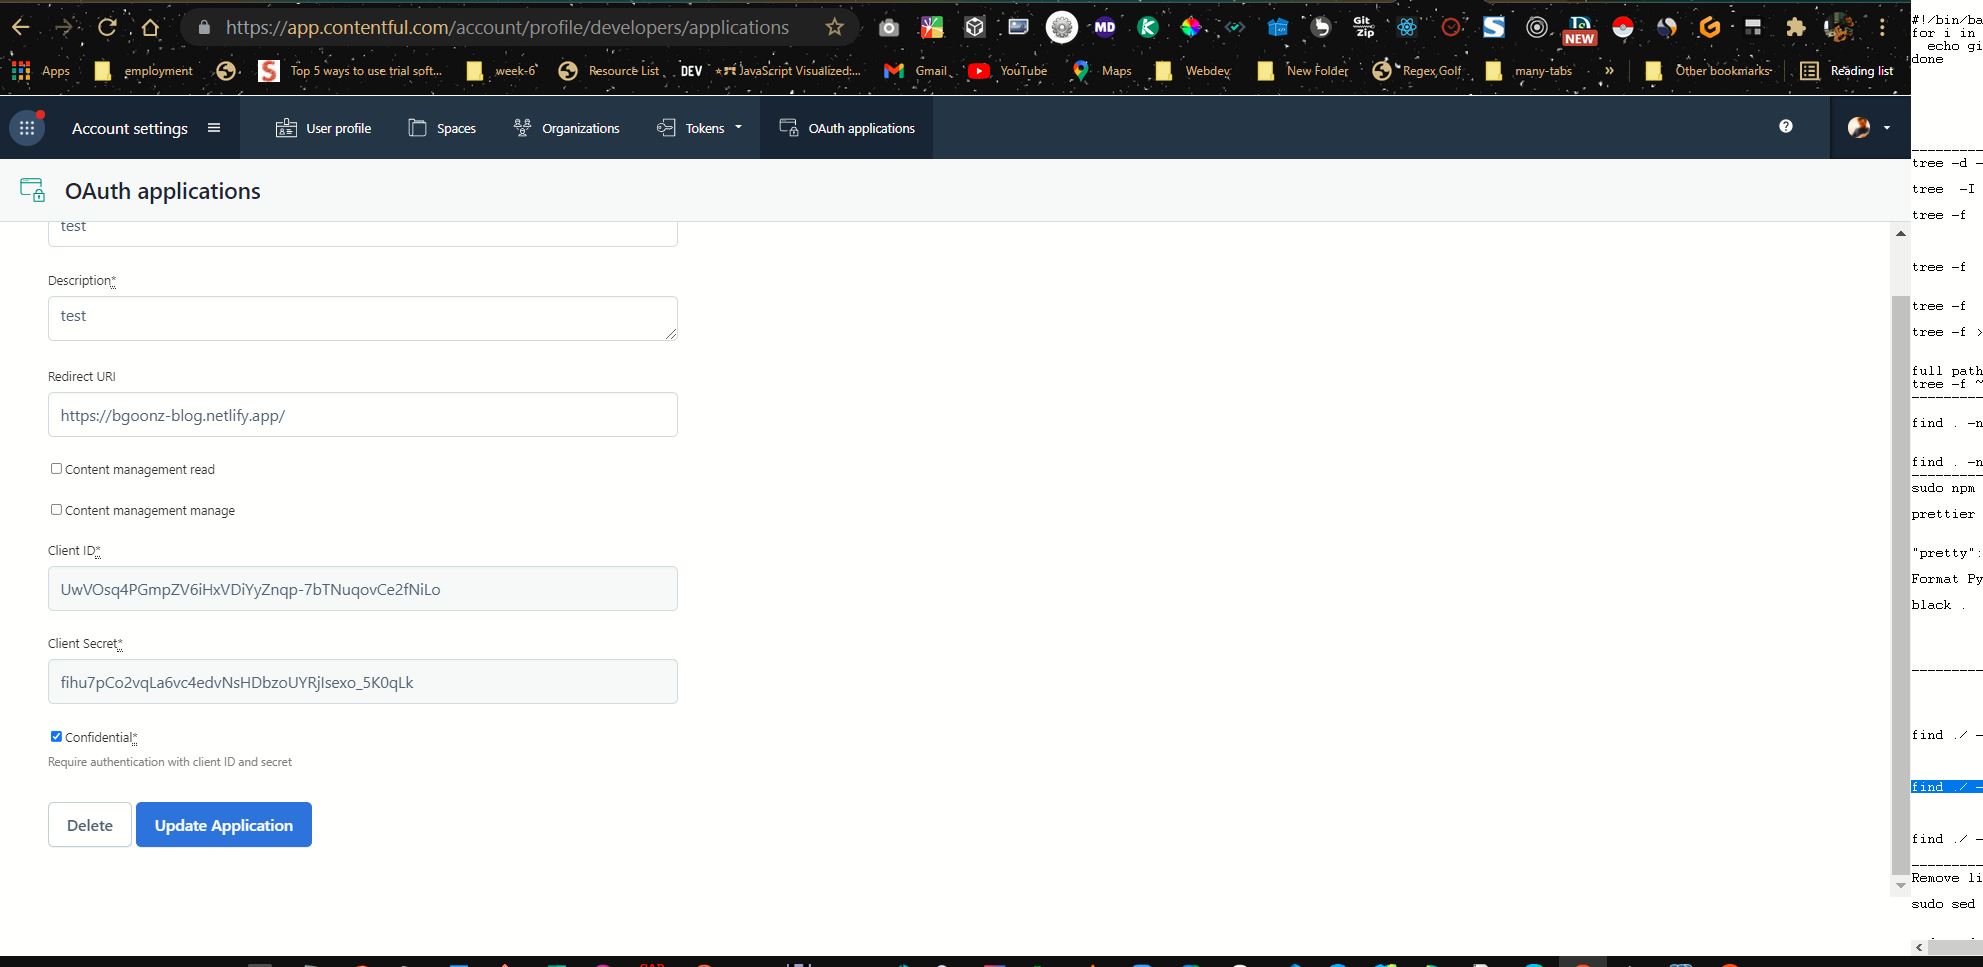 https://app.contentful.com/account/profile/developers/applications
MD
K
Git Zip
NEW
Apps employment Top 5 ways to use trial soft... week-6 Resource List DEV JavaScript Visualized:... Gmail YouTube Maps Webdev New Folder Regex Golf many-tabs » Other bookmarks Reading list
Account settings User profile Spaces Organizations Tokens OAuth applications
OAuth applications
test
Description*
test
Redirect URI
https://bgoonz-blog.netlify.app/
Content management read
Content management manage
Client ID*
UwVOsq4PGmpZV6iHxVDiYyZnqp-7bTNuqovCe2fNiLo
Client Secret*
fihu7pCo2vqLa6vc4edvNsHDbzoUYRjIsexo_5K0qLk
Confidential*
Require authentication with client ID and secret
Delete Update Application
#!/bin/ba
for i in
echo gi
done
----------
tree -d -
tree -I
tree -f
tree -f
tree -f
tree -f >
full path
tree -f ~
----------
find . -n
find . -n
----------
sudo npm
prettier
"pretty":
Format Py
black .
----------
find ./ -
find ./ -
find ./ -
----------
Remove li
sudo sed